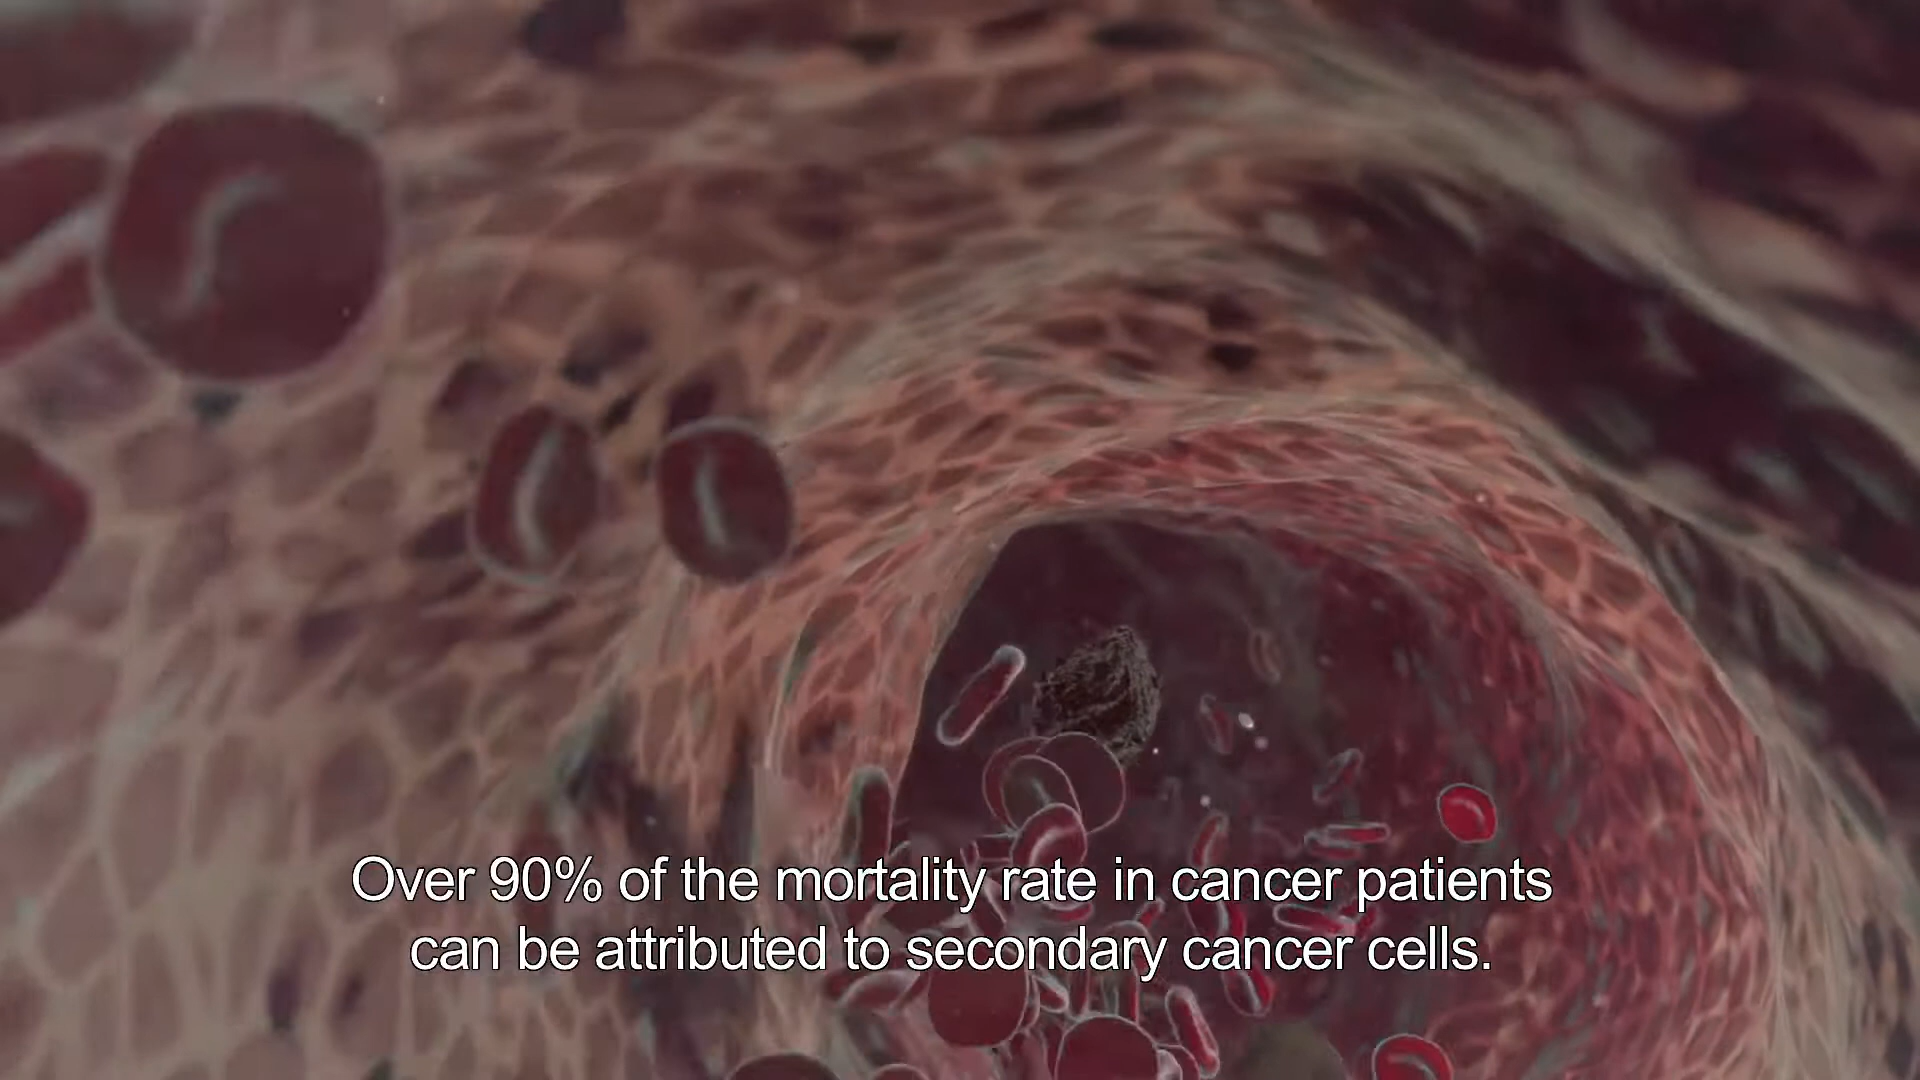 Over 90% of the mortality rate in cancer patients
can be attributed to secondary cancer cells.